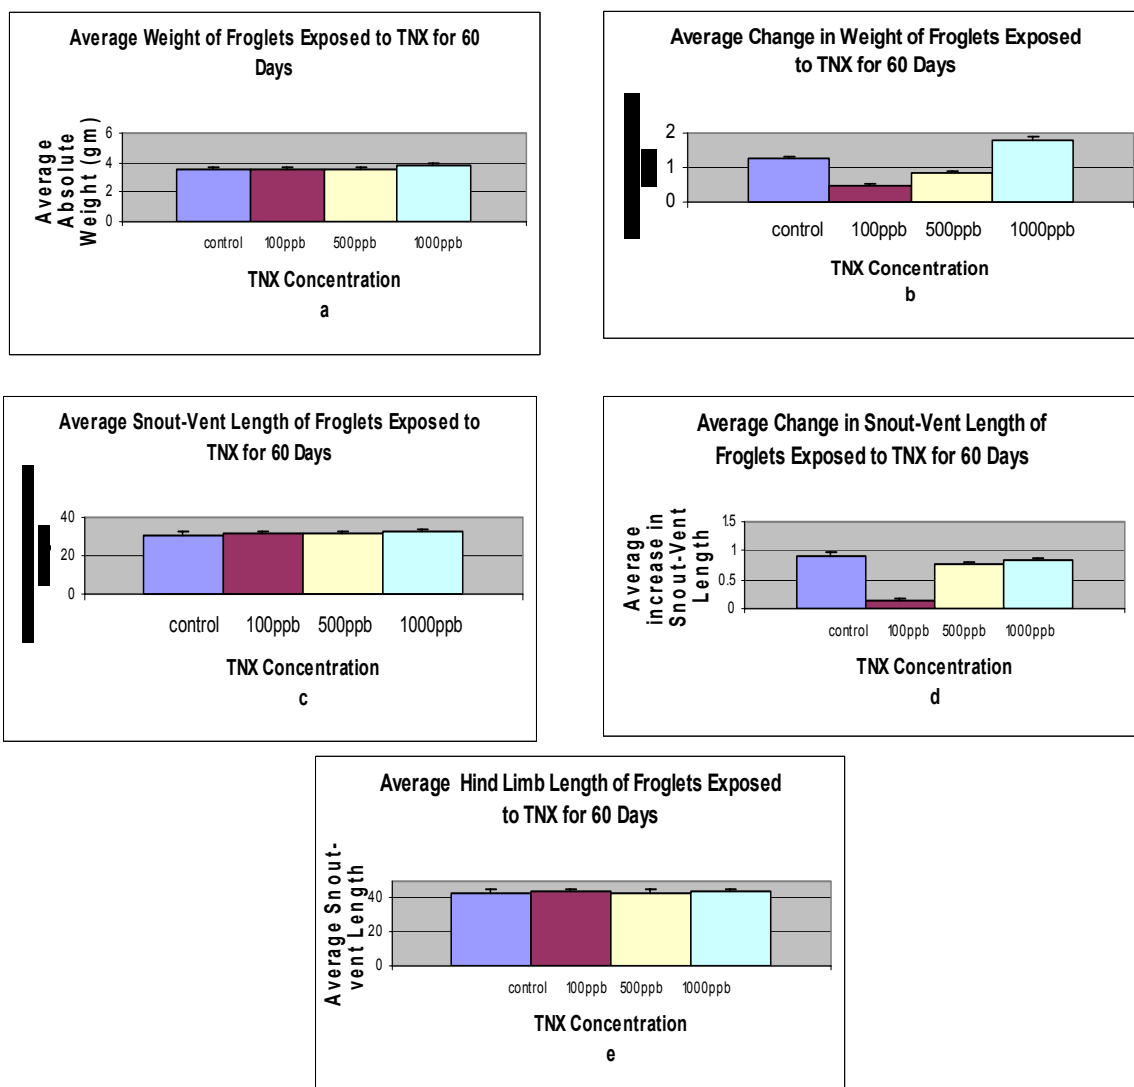 Average Weight of Froglets Exposed to TNX for 60
Days
Average
Absolute
Weight (gm)
6
4
2
0
control 100ppb 500ppb 1000ppb
TNX Concentration
a
Average Change in Weight of Froglets Exposed
to TNX for 60 Days
2
1
0
control 100ppb 500ppb 1000ppb
TNX Concentration
b
Average Snout-Vent Length of Froglets Exposed to
TNX for 60 Days
40
20
0
control 100ppb 500ppb 1000ppb
TNX Concentration
c
Average Change in Snout-Vent Length of
Froglets Exposed to TNX for 60 Days
Average
increase in
Snout-Vent
Length
1.5
1
0.5
0
control 100ppb 500ppb 1000ppb
TNX Concentration
d
Average Hind Limb Length of Froglets Exposed
to TNX for 60 Days
Average Snout-
vent Length
40
20
0
control 100ppb 500ppb 1000ppb
TNX Concentration
e